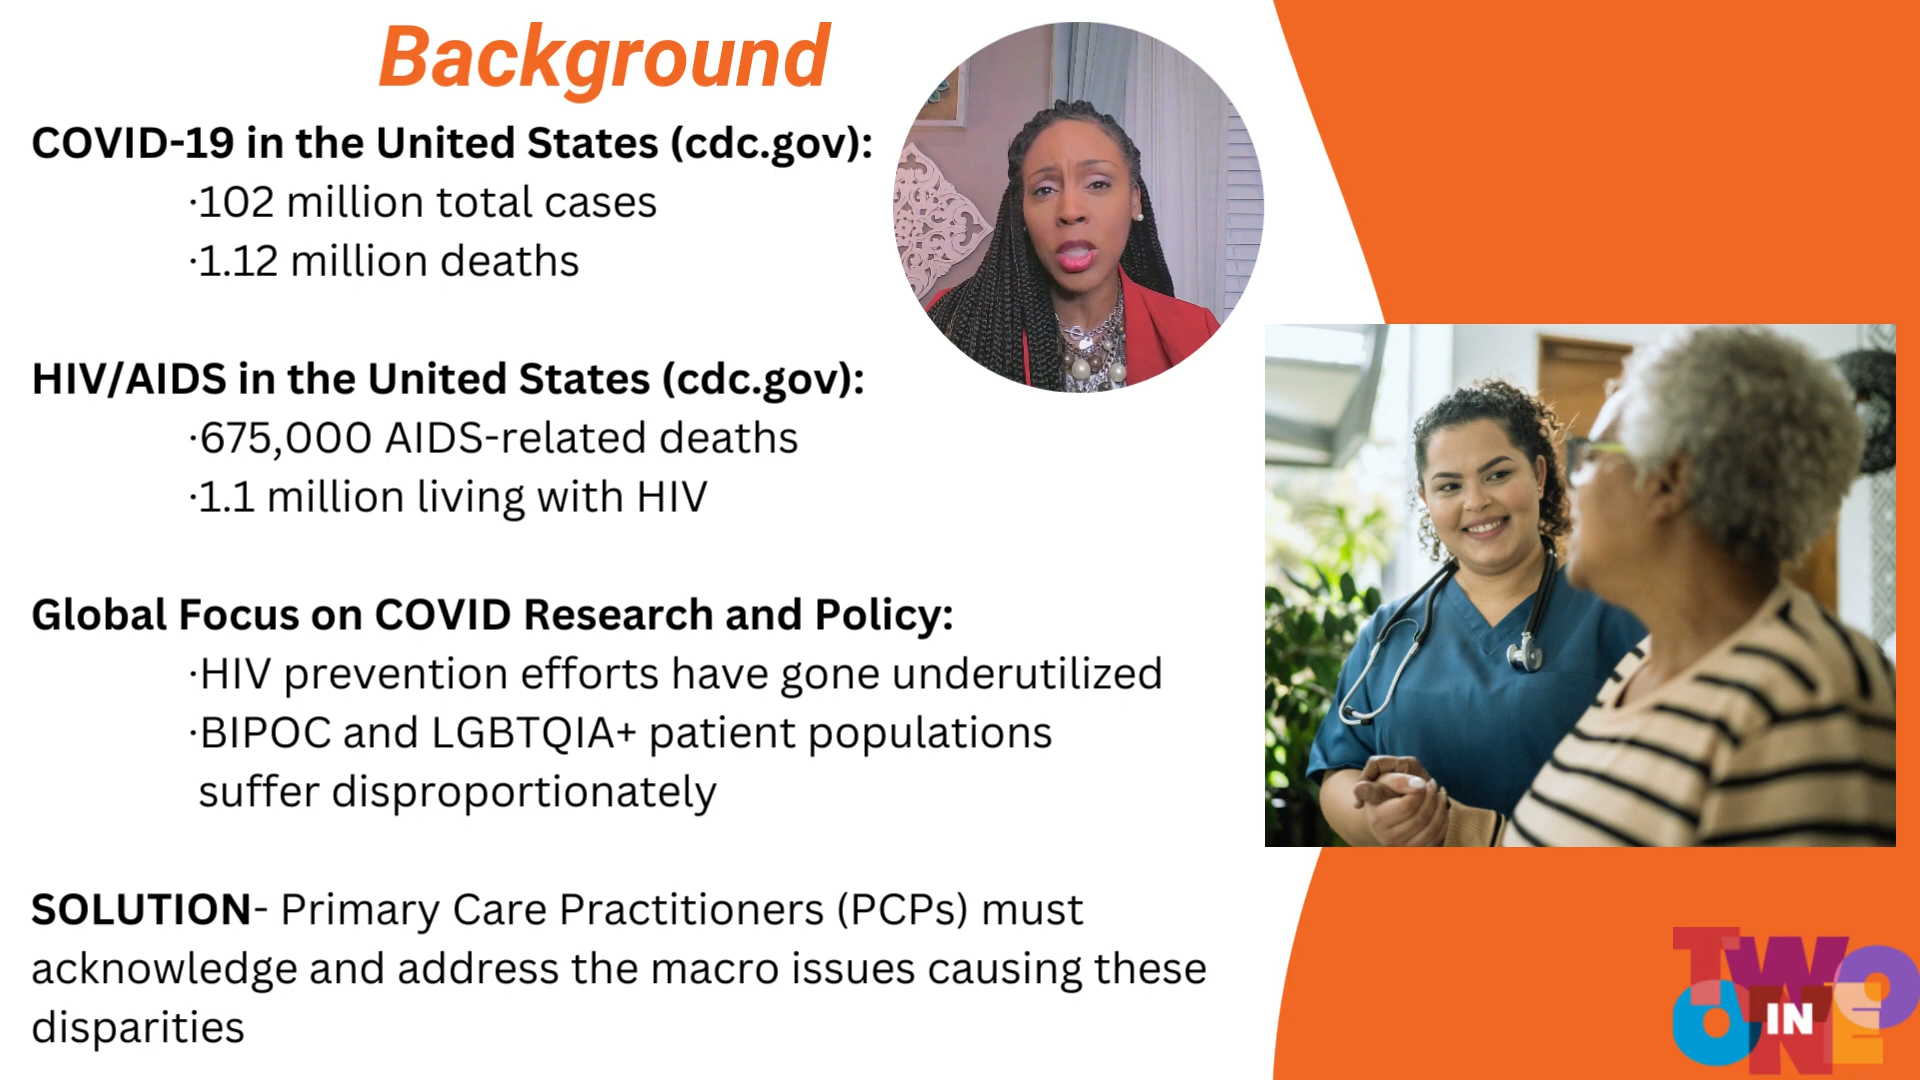 Background
COVID-19 in the United States (cdc.gov):
·102 million total cases
·1.12 million deaths
HIV/AIDS in the United States (cdc.gov):
·675,000 AIDS-related deaths
·1.1 million living with HIV
Global Focus on COVID Research and Policy:
·HIV prevention efforts have gone underutilized
·BIPOC and LGBTQIA+ patient populations
suffer disproportionately
SOLUTION- Primary Care Practitioners (PCPs) must
acknowledge and address the macro issues causing these
disparities
TWO
IN
ONE